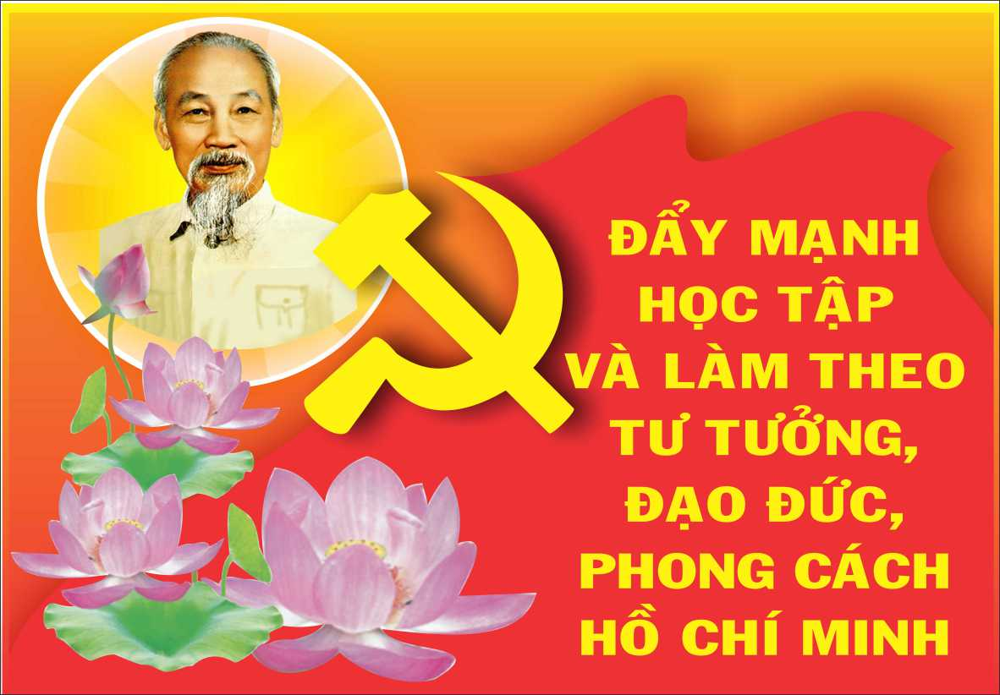 ĐẨY MẠNH
HỌC TẬP
VÀ LÀM THEO
TƯ TƯỞNG,
ĐẠO ĐỨC,
PHONG CÁCH
HỒ CHÍ MINH